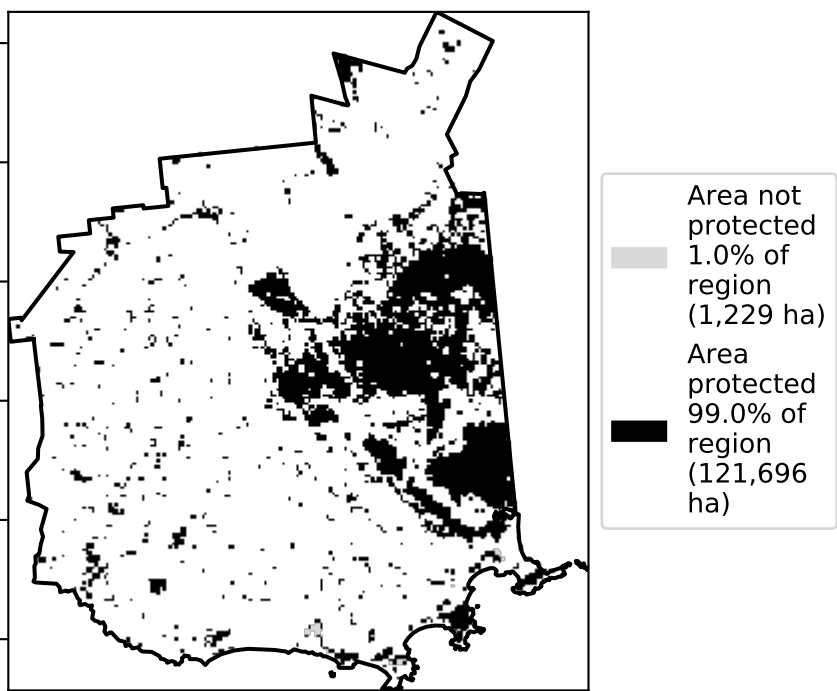 Area not
protected
1.0% of
region
(1,229 ha)
Area
protected
99.0% of
region
(121,696
ha)